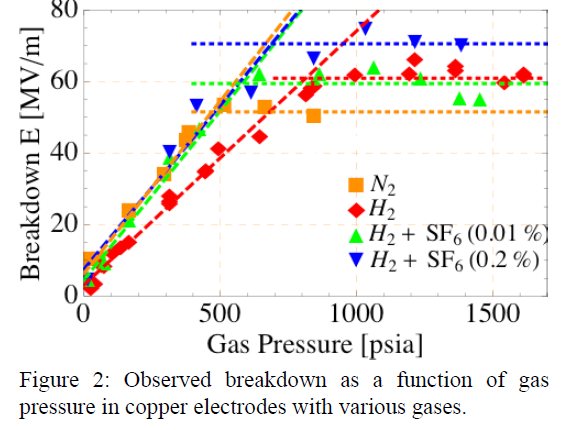 80
60
40
20
0
Breakdown E [MV/m]
N₂
H₂
H₂ + SF₆ (0.01 %)
H₂ + SF₆ (0.2 %)
0 500 1000 1500
Gas Pressure [psia]
Figure 2: Observed breakdown as a function of gas
pressure in copper electrodes with various gases.